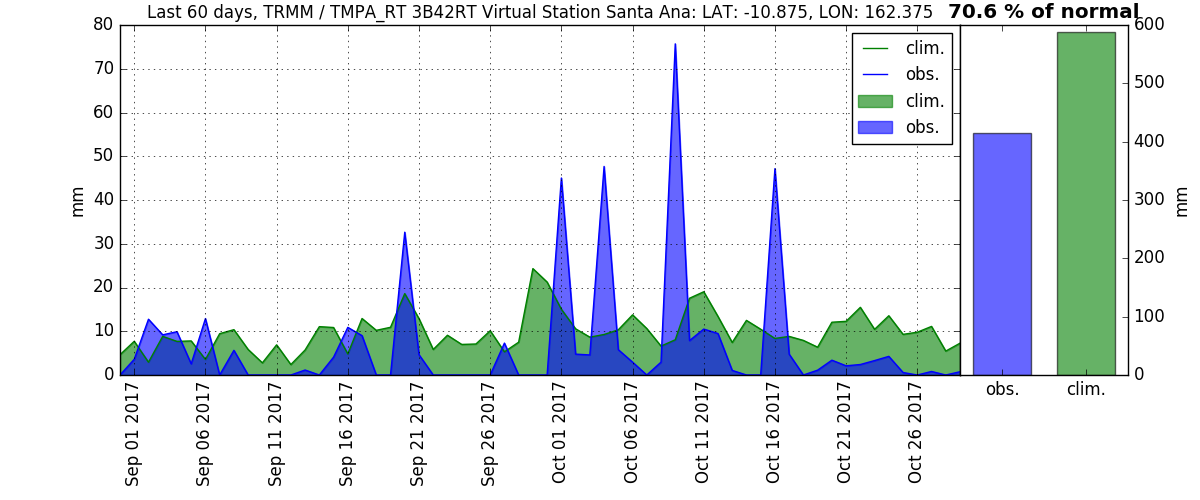 Last 60 days, TRMM / TMPA_RT 3B42RT Virtual Station Santa Ana: LAT: -10.875, LON: 162.375 70.6 % of normal
80
70
60
50
40
30
20
10
0
mm
clim.
obs.
clim.
obs.
Sep 01 2017
Sep 06 2017
Sep 11 2017
Sep 16 2017
Sep 21 2017
Sep 26 2017
Oct 01 2017
Oct 06 2017
Oct 11 2017
Oct 16 2017
Oct 21 2017
Oct 26 2017
600
500
400
300
200
100
0
mm
obs. clim.